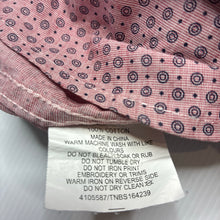 100% COTTON
MADE IN CHINA
WARM MACHINE WASH WITH LIKE
COLOURS
DO NOT BLEACH, SOAK OR RUB
DO NOT TUMBLE DRY
DO NOT IRON PRINT
EMBROIDERY OR TRIMS
WARM IRON ON REVERSE SIDE
DO NOT DRY CLEAN
4105587/TNBS164239